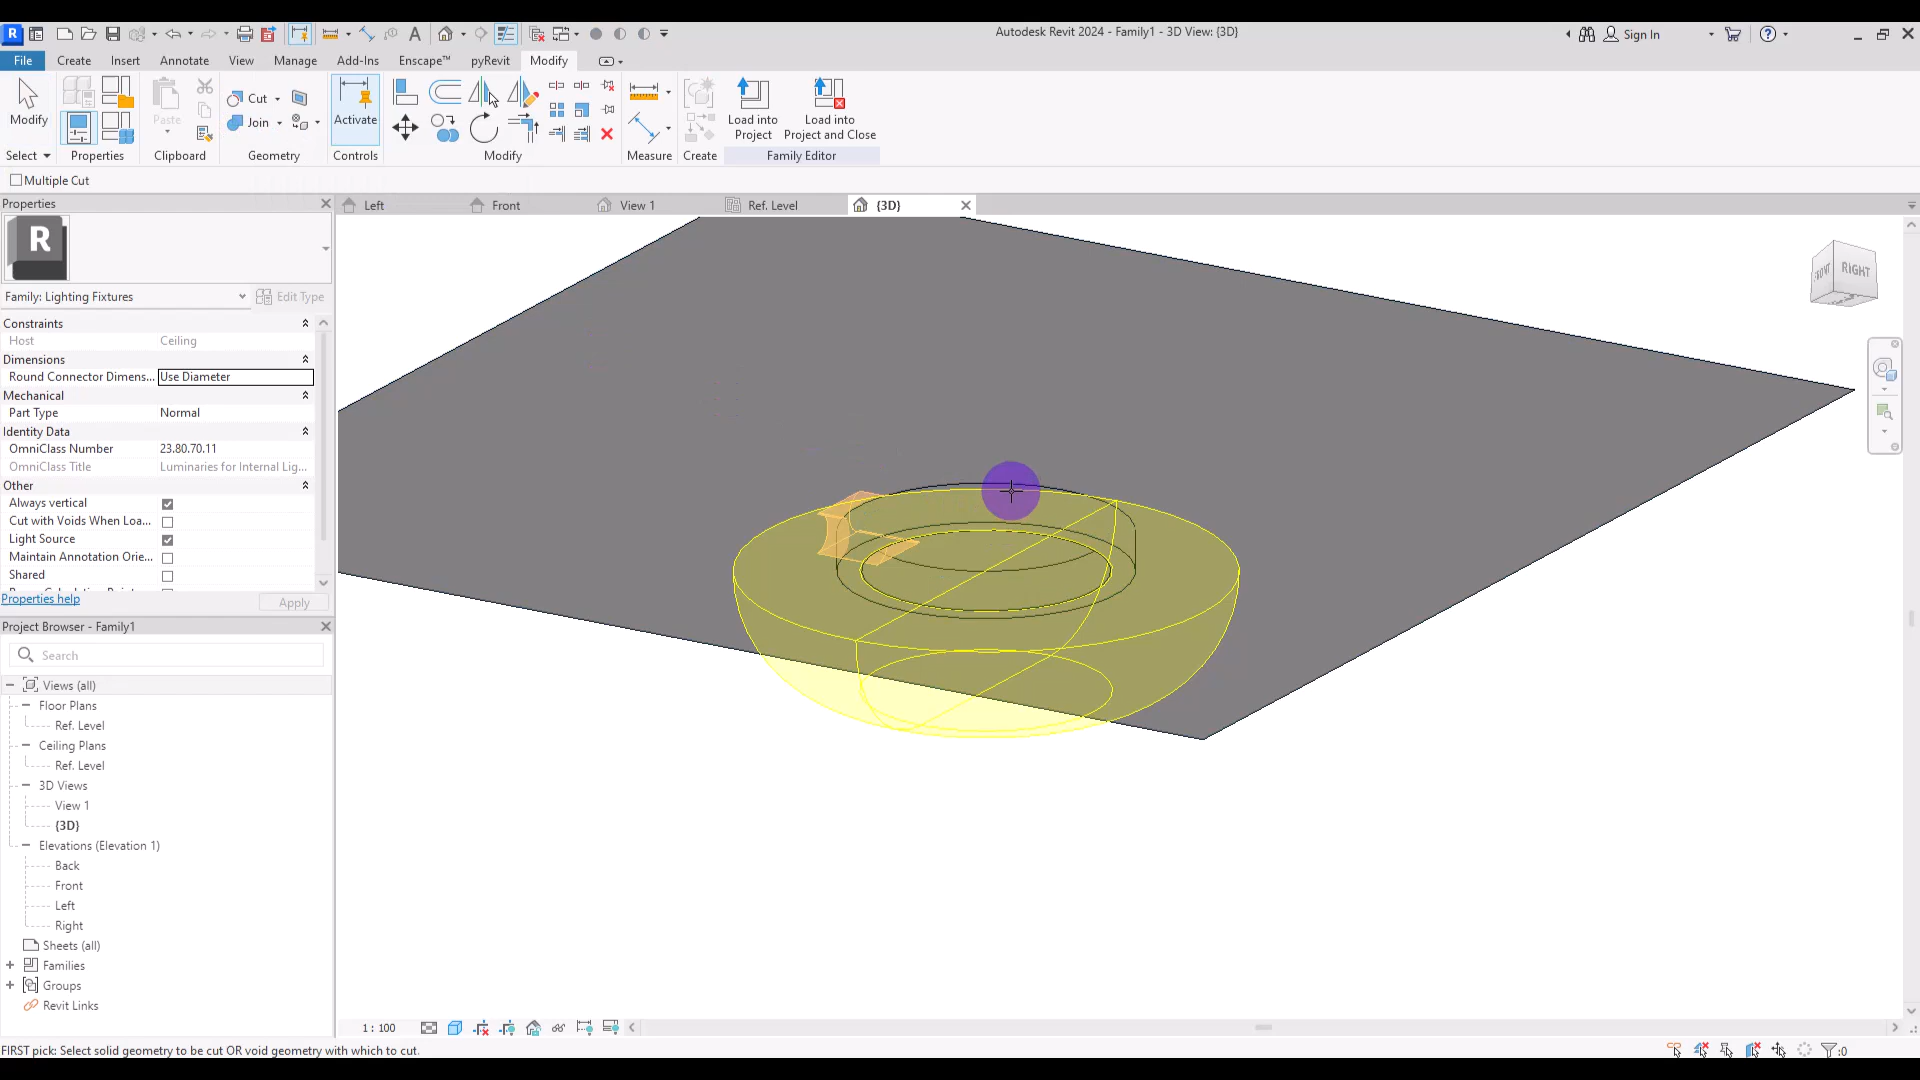 Autodesk Revit 2024 - Family1 - 3D View: {3D}
Sign In
File Create Insert Annotate View Manage Add-Ins Enscape™ pyRevit Modify
Modify
Paste
Cut
Join
Activate
Load into Project
Load into Project and Close
Select Properties Clipboard Geometry Controls Modify Measure Create Family Editor
Multiple Cut
Properties
Left Front View 1 Ref. Level {3D}
R
Family: Lighting Fixtures Edit Type
Constraints
Host Ceiling
Dimensions
Round Connector Dimens... Use Diameter
Mechanical
Part Type Normal
Identity Data
OmniClass Number 23.80.70.11
OmniClass Title Luminaries for Internal Lig...
Other
Always vertical
Cut with Voids When Loa...
Light Source
Maintain Annotation Orie...
Shared
Properties help Apply
Project Browser - Family1
Search
Views (all)
Floor Plans
Ref. Level
Ceiling Plans
Ref. Level
3D Views
View 1
{3D}
Elevations (Elevation 1)
Back
Front
Left
Right
Sheets (all)
Families
Groups
Revit Links
FRONT RIGHT
1 : 100
FIRST pick: Select solid geometry to be cut OR void geometry with which to cut.
:0